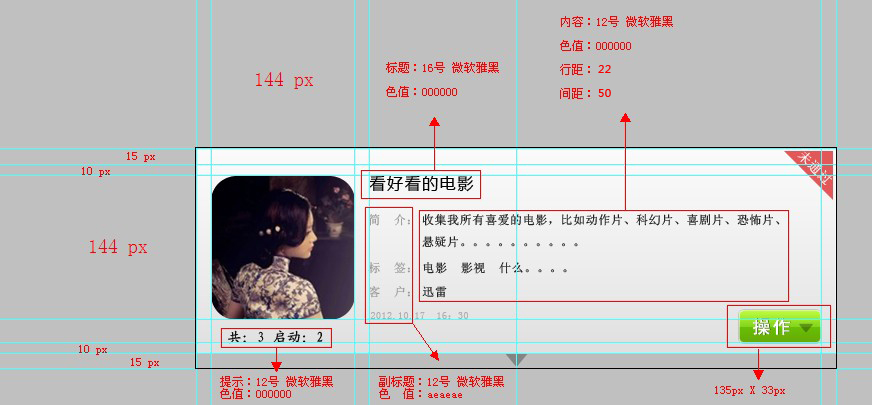 内容：12号 微软雅黑
色值：000000
行距： 22
间距： 50
标题：16号 微软雅黑
色值：000000
144 px
15 px
10 px
未通过
看好看的电影
简 介： 收集我所有喜爱的电影，比如动作片、科幻片、喜剧片、恐怖片、
悬疑片。。。。。。。。。。
144 px
标 签： 电影 影视 什么。。。。
客 户： 迅雷
2012.10.17 16：30
操作
共：3 启动：2
10 px
15 px
提示：12号 微软雅黑
色值：000000
副标题：12号 微软雅黑
色 值：aeaeae
135px X 33px